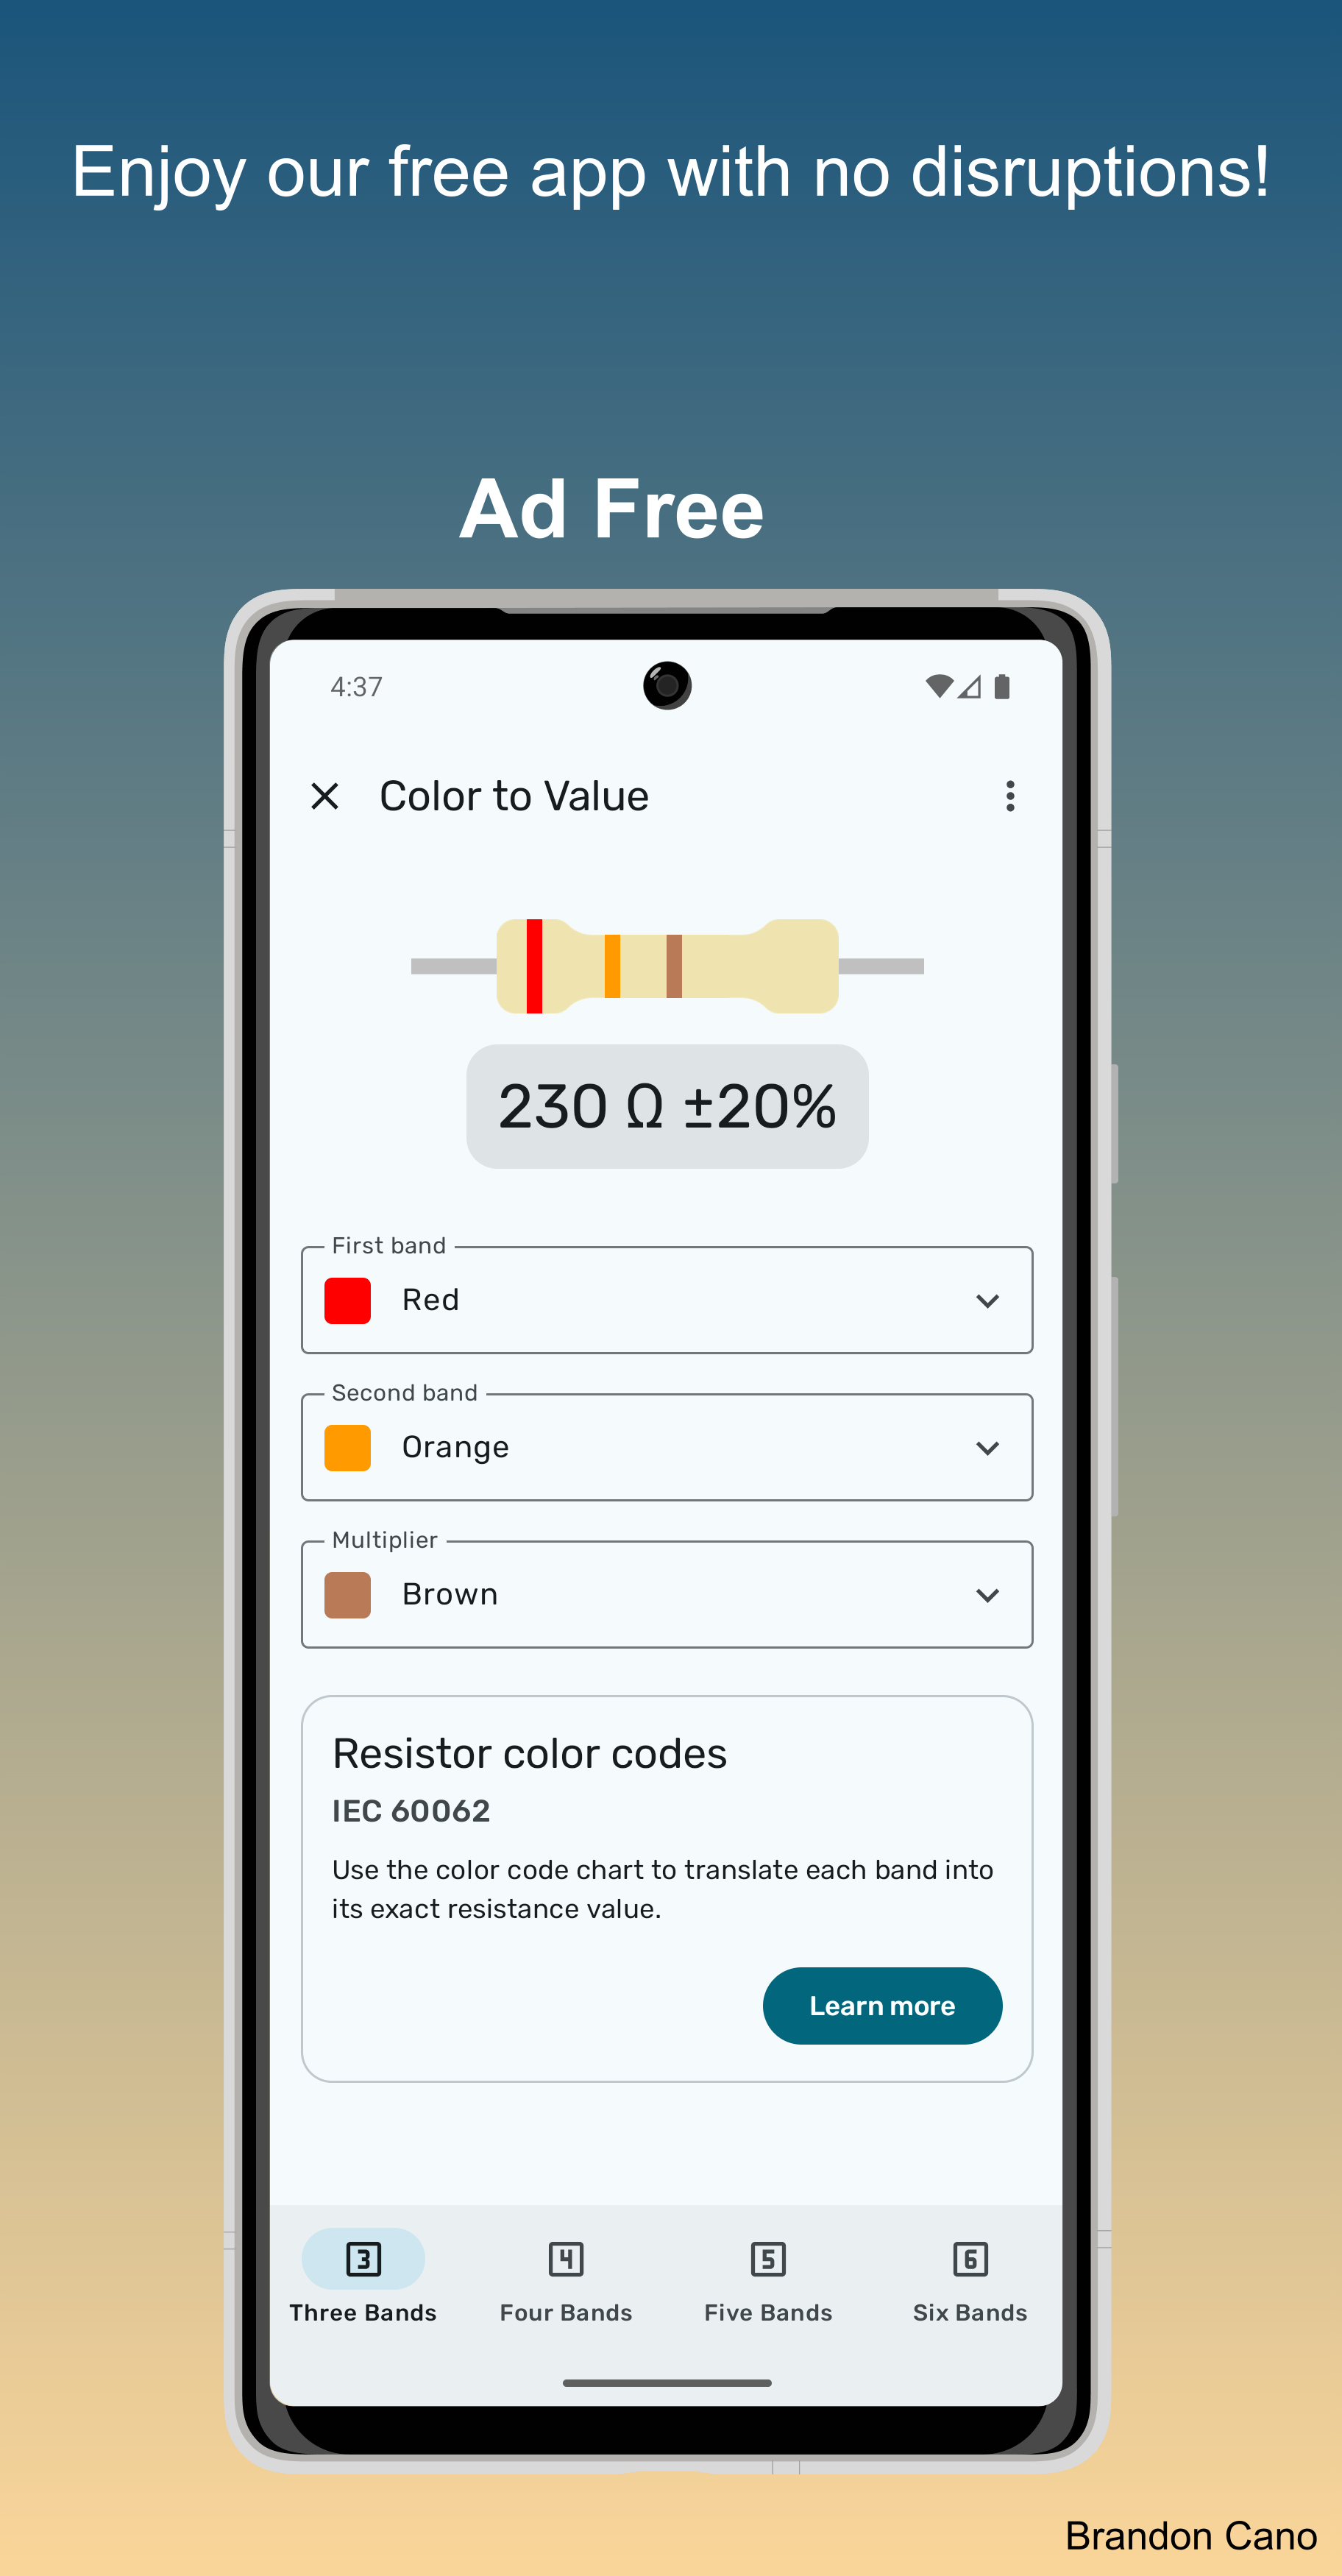 Enjoy our free app with no disruptions!
Ad Free
4:37
Color to Value
230 Ω ±20%
First band
Red
Second band
Orange
Multiplier
Brown
Resistor color codes
IEC 60062
Use the color code chart to translate each band into
its exact resistance value.
Learn more
3 4 5 6
Three Bands Four Bands Five Bands Six Bands
Brandon Cano